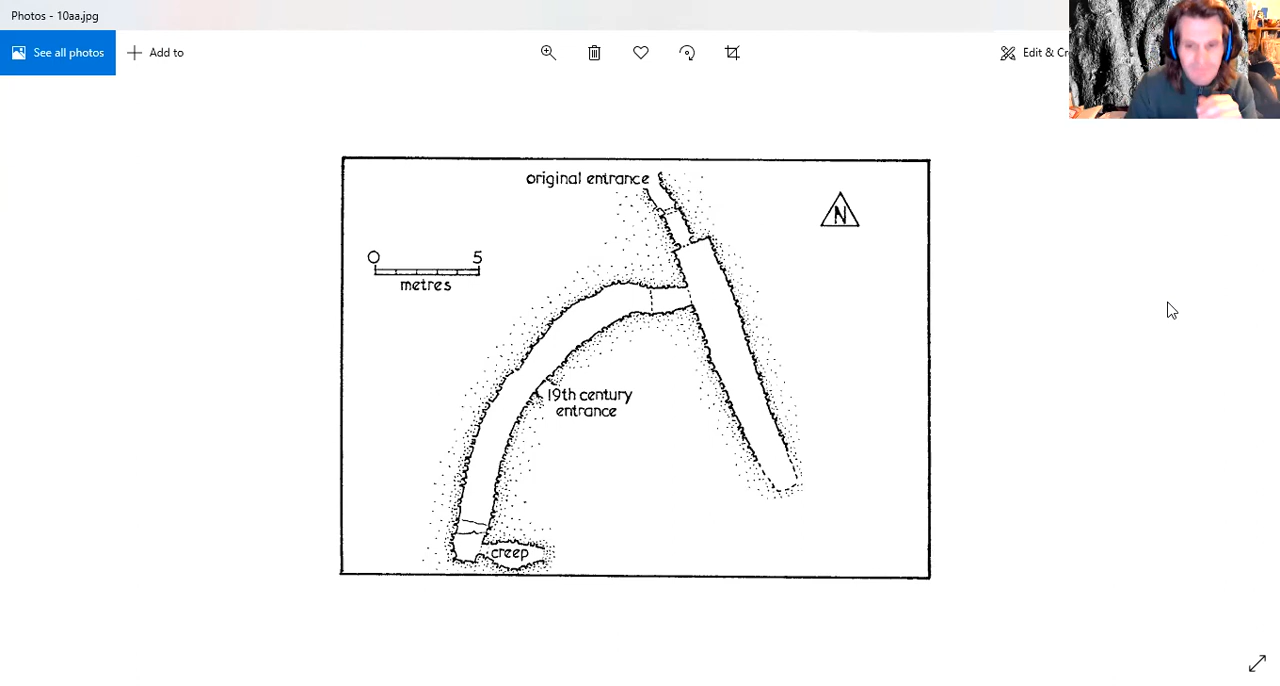 Photos - 10aa.jpg
See all photos
Add to
Edit & Cr
original entrance
N
0 5
metres
19th century
entrance
creep